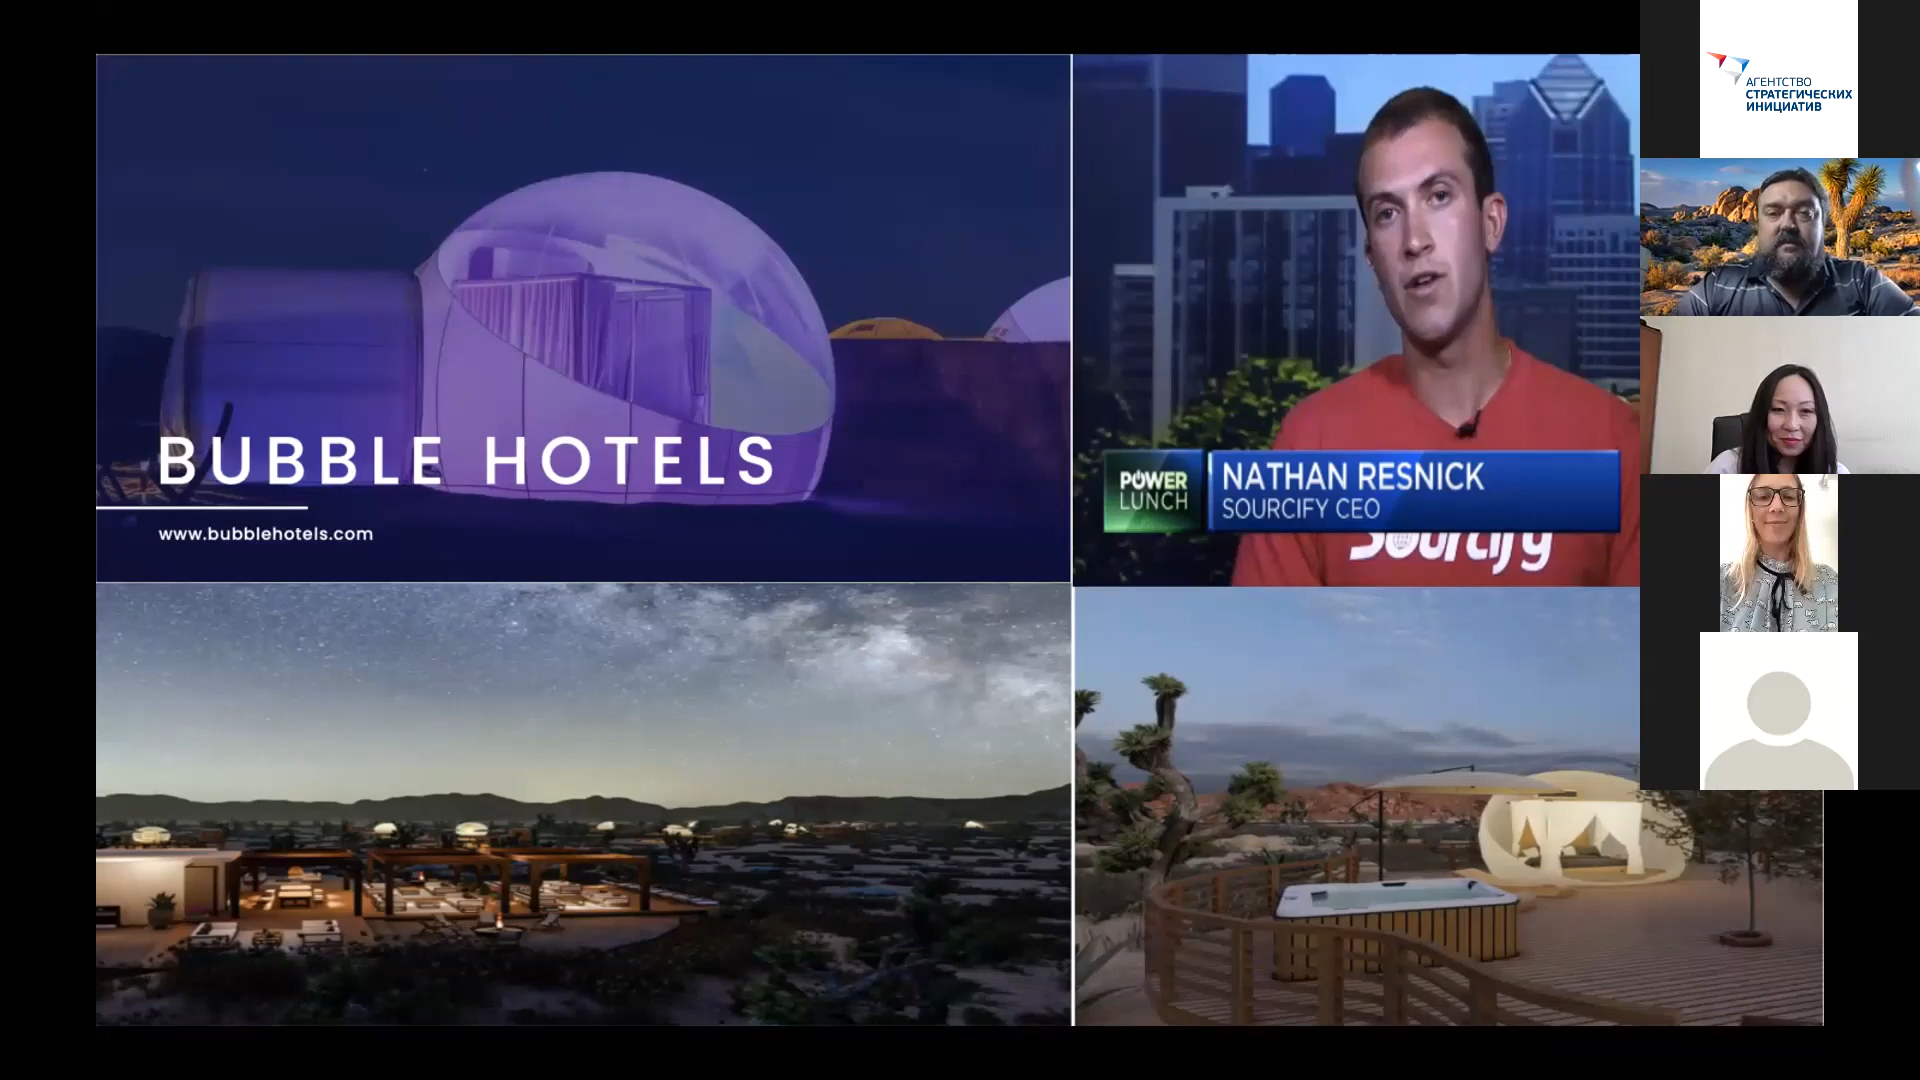 BUBBLE HOTELS
www.bubblehotels.com
POWER
LUNCH
NATHAN RESNICK
SOURCIFY CEO
Sourcify
АГЕНТСТВО
СТРАТЕГИЧЕСКИХ
ИНИЦИАТИВ